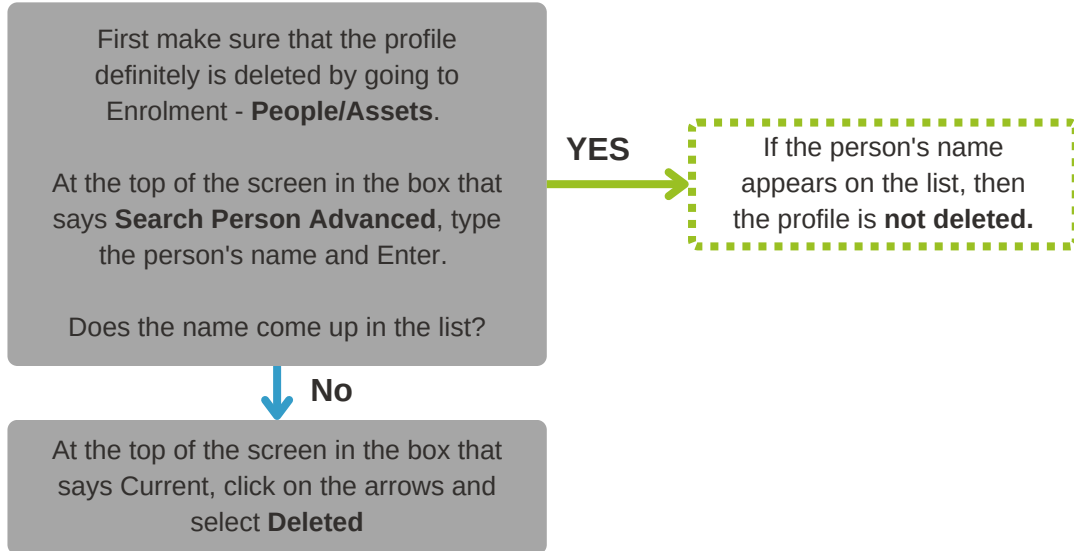 First make sure that the profile
definitely is deleted by going to
Enrolment - People/Assets.
At the top of the screen in the box that
says Search Person Advanced, type
the person's name and Enter.
Does the name come up in the list?
YES
If the person's name
appears on the list, then
the profile is not deleted.
No
At the top of the screen in the box that
says Current, click on the arrows and
select Deleted